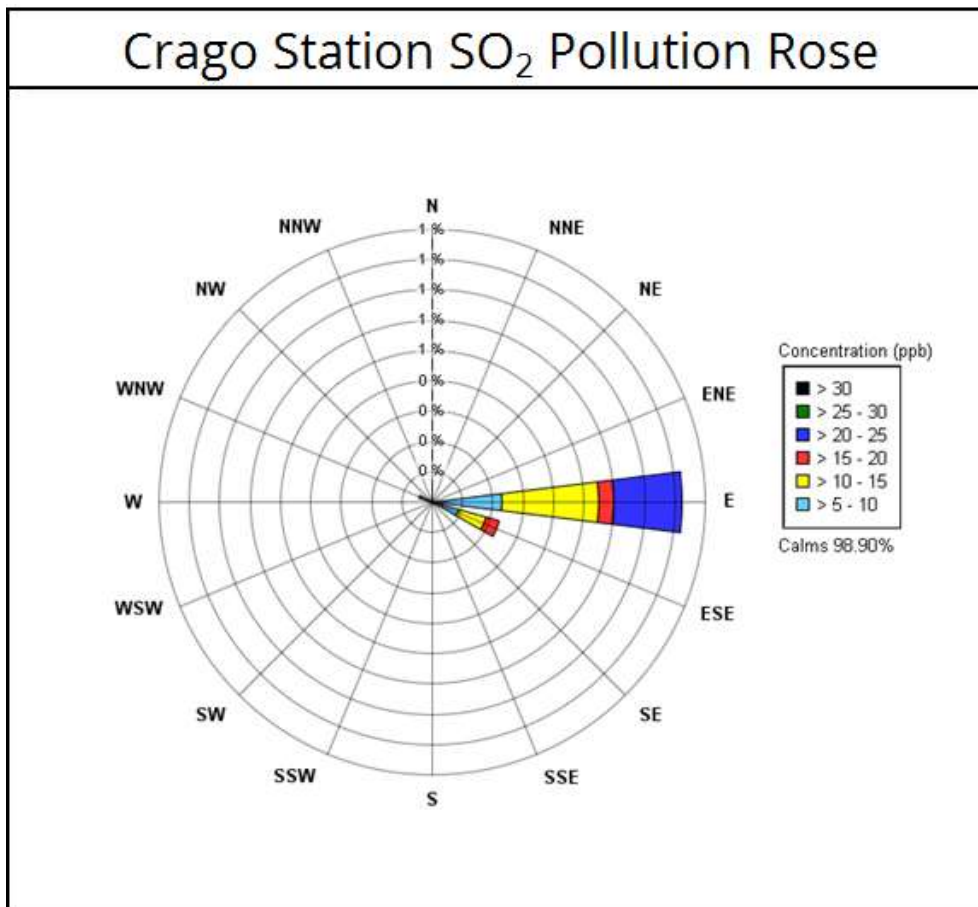 Crago Station SO₂ Pollution Rose
N
NNW
NNE
1 %
1 %
NW
NE
1 %
1 %
1 %
Concentration (ppb)
WNW
ENE
0 %
0 %
0 %
0 %
> 30
> 25 - 30
> 20 - 25
> 15 - 20
> 10 - 15
> 5 - 10
W
E
Calms 98.90%
WSW
ESE
SW
SE
SSW
SSE
S